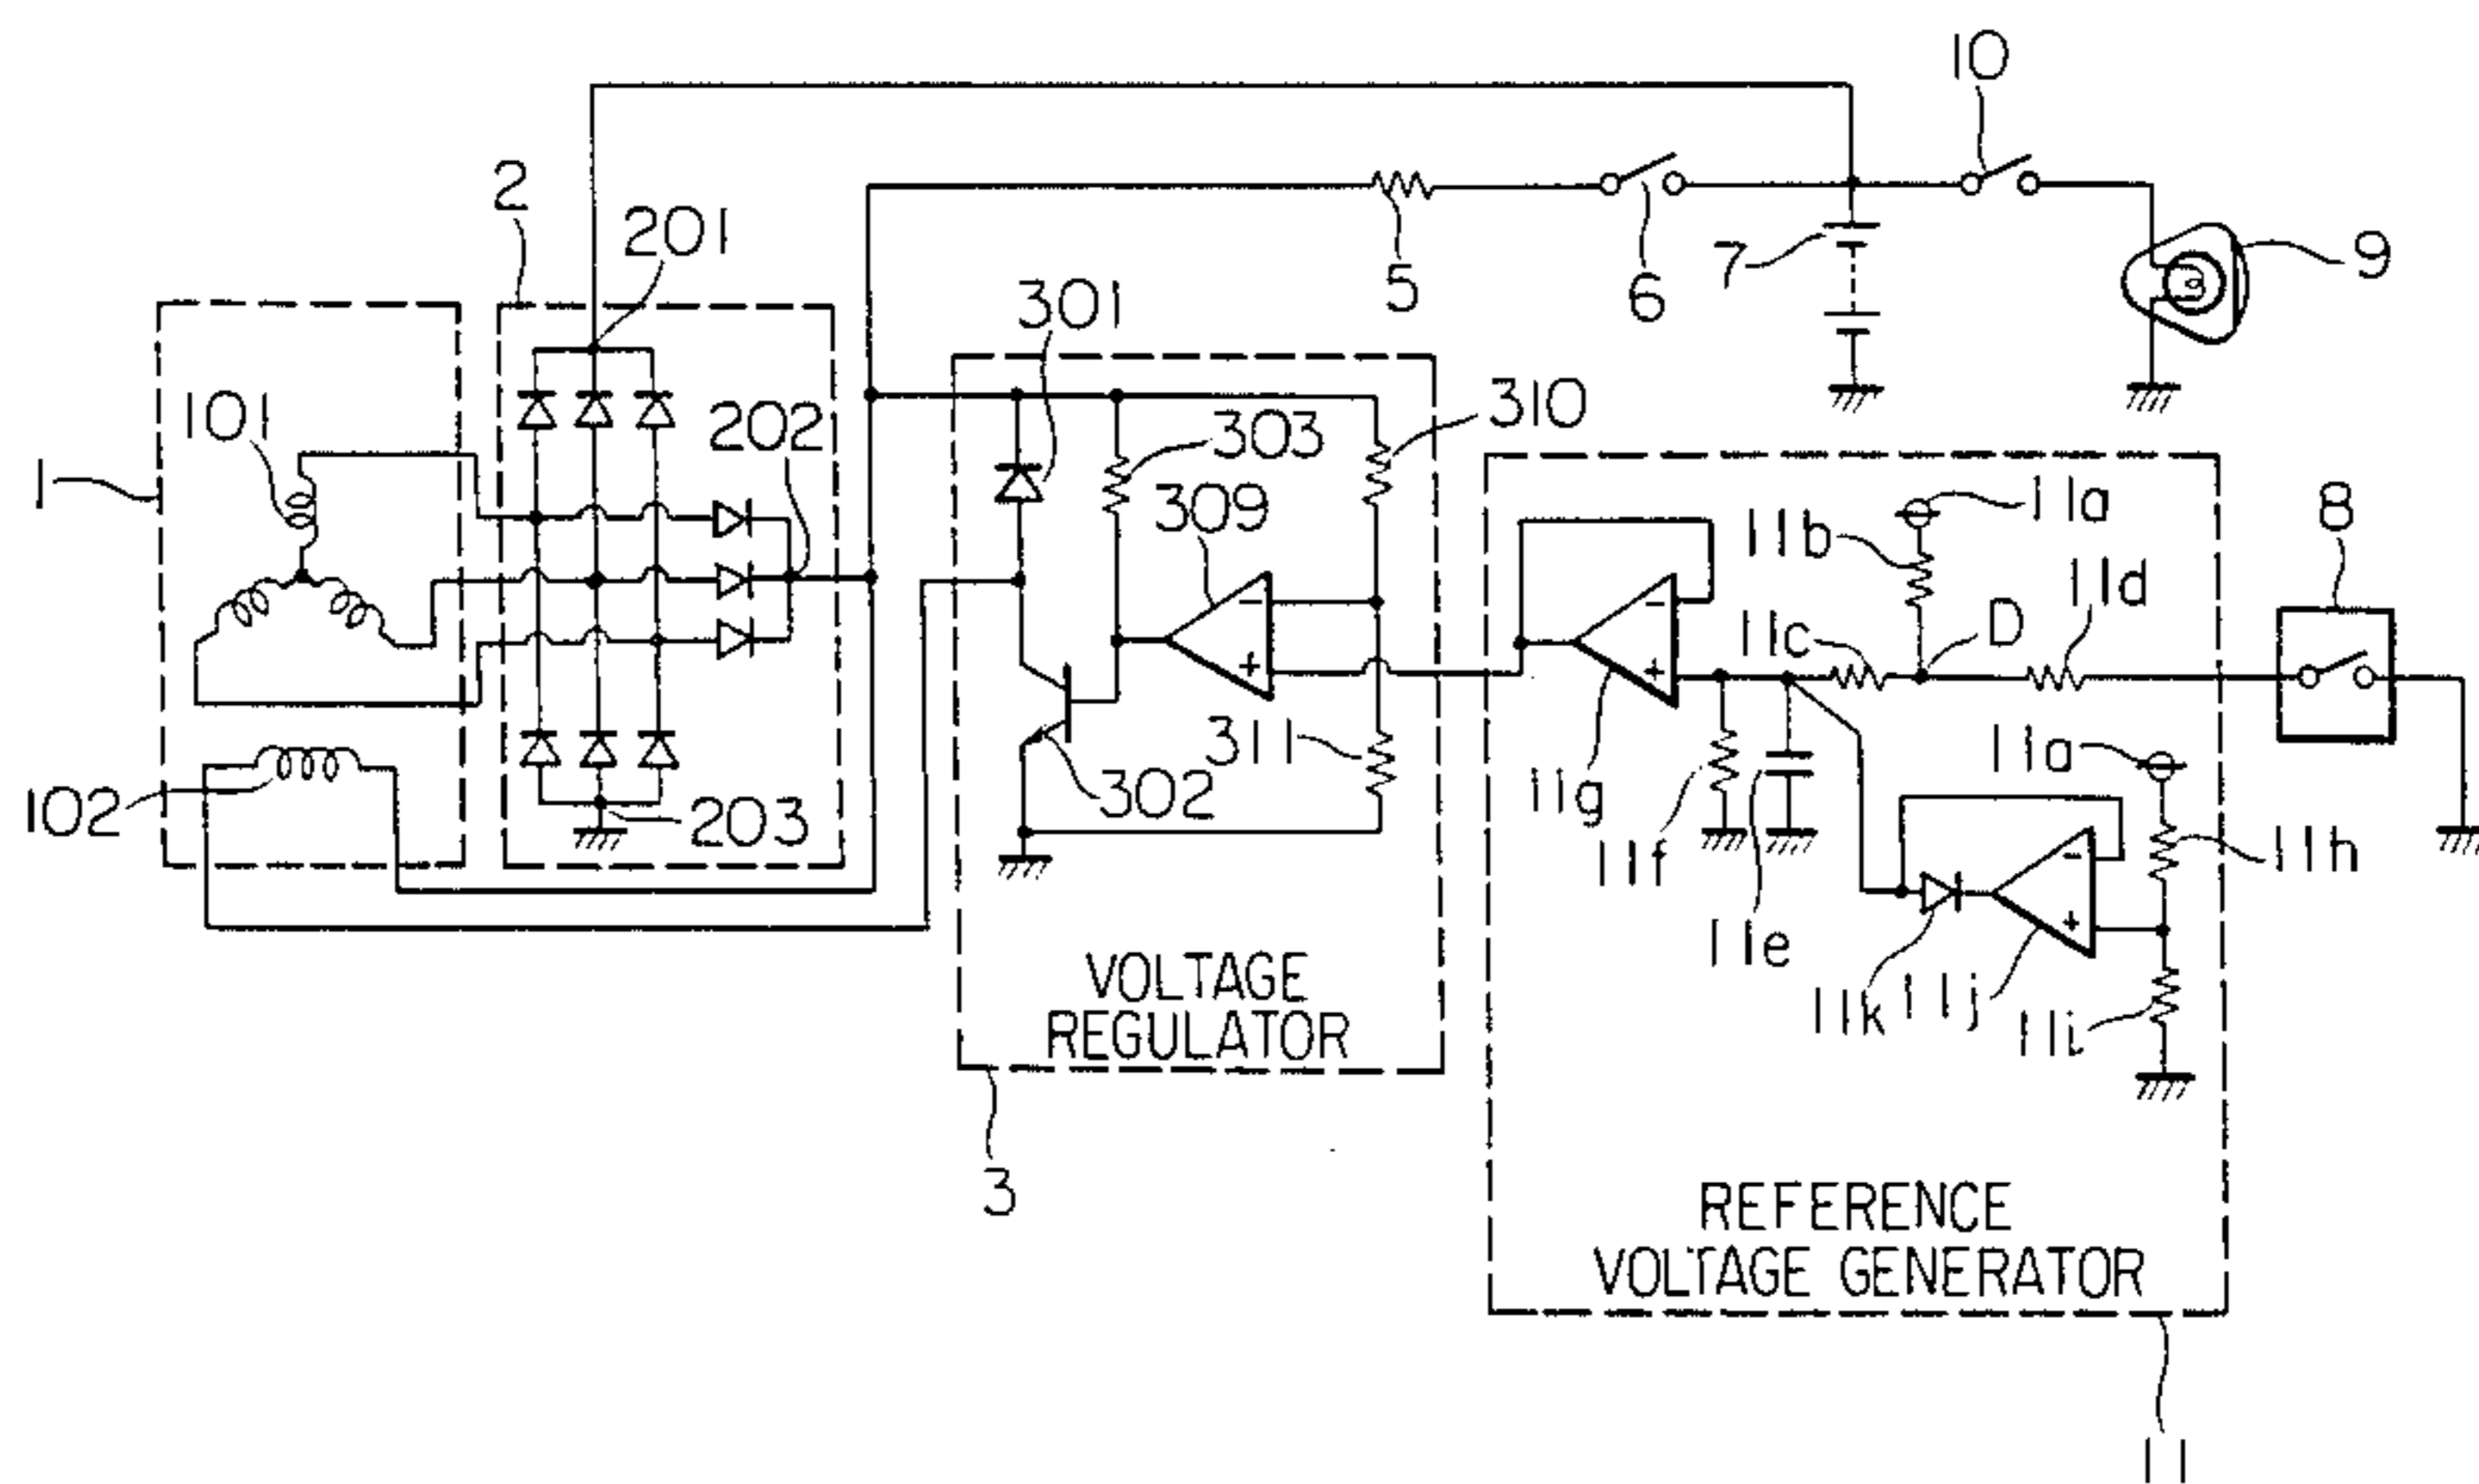 10
2
201
7
9
5
6
301
101
202
310
1
303
309
11a
11b
8
11d
11c
D
102
203
302
311
11g
11a
11f
11h
11e
11k
11j
11i
VOLTAGE
REGULATOR
3
REFERENCE
VOLTAGE GENERATOR
11
- + - + - +